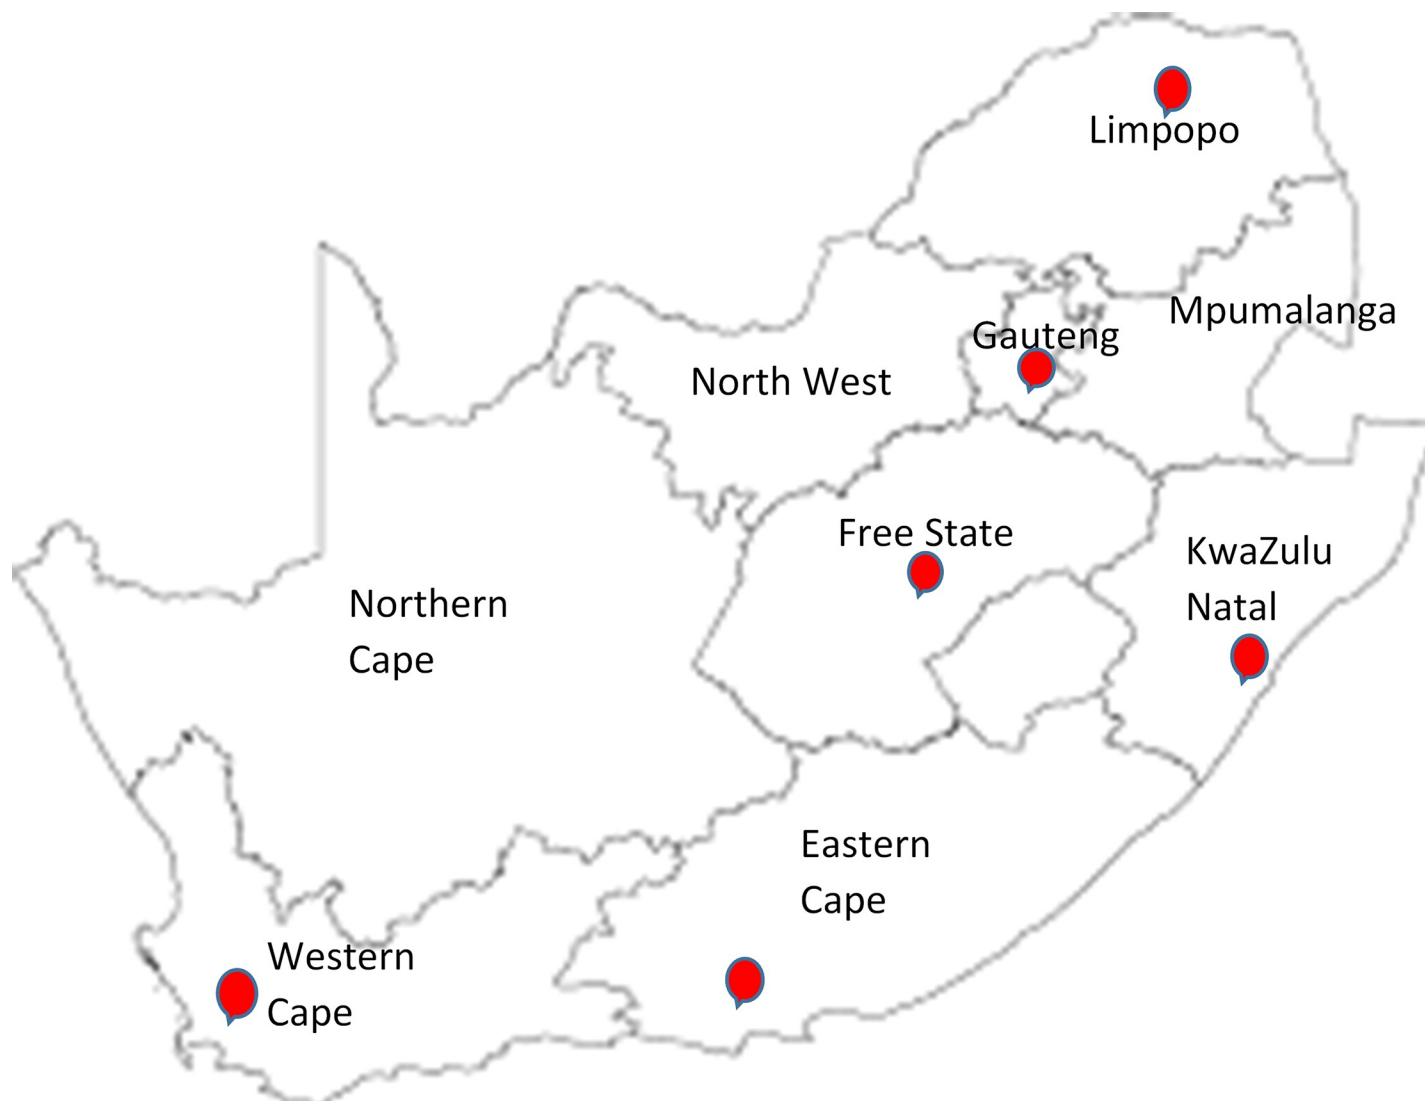 Limpopo
Mpumalanga
Gauteng
North West
Free State
KwaZulu
Natal
Northern
Cape
Eastern
Cape
Western
Cape